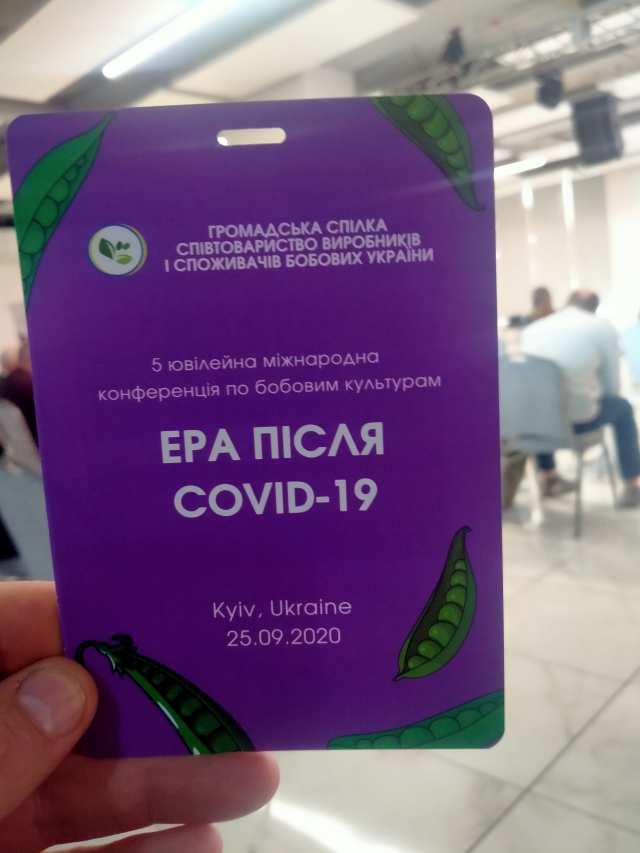 ГРОМАДСЬКА СПІЛКА
СПІВТОВАРИСТВО ВИРОБНИКІВ
І СПОЖИВАЧІВ БОБОВИХ УКРАЇНИ
5 ювілейна міжнародна
конференція по бобовим культурам
ЕРА ПІСЛЯ
COVID-19
Kyiv, Ukraine
25.09.2020